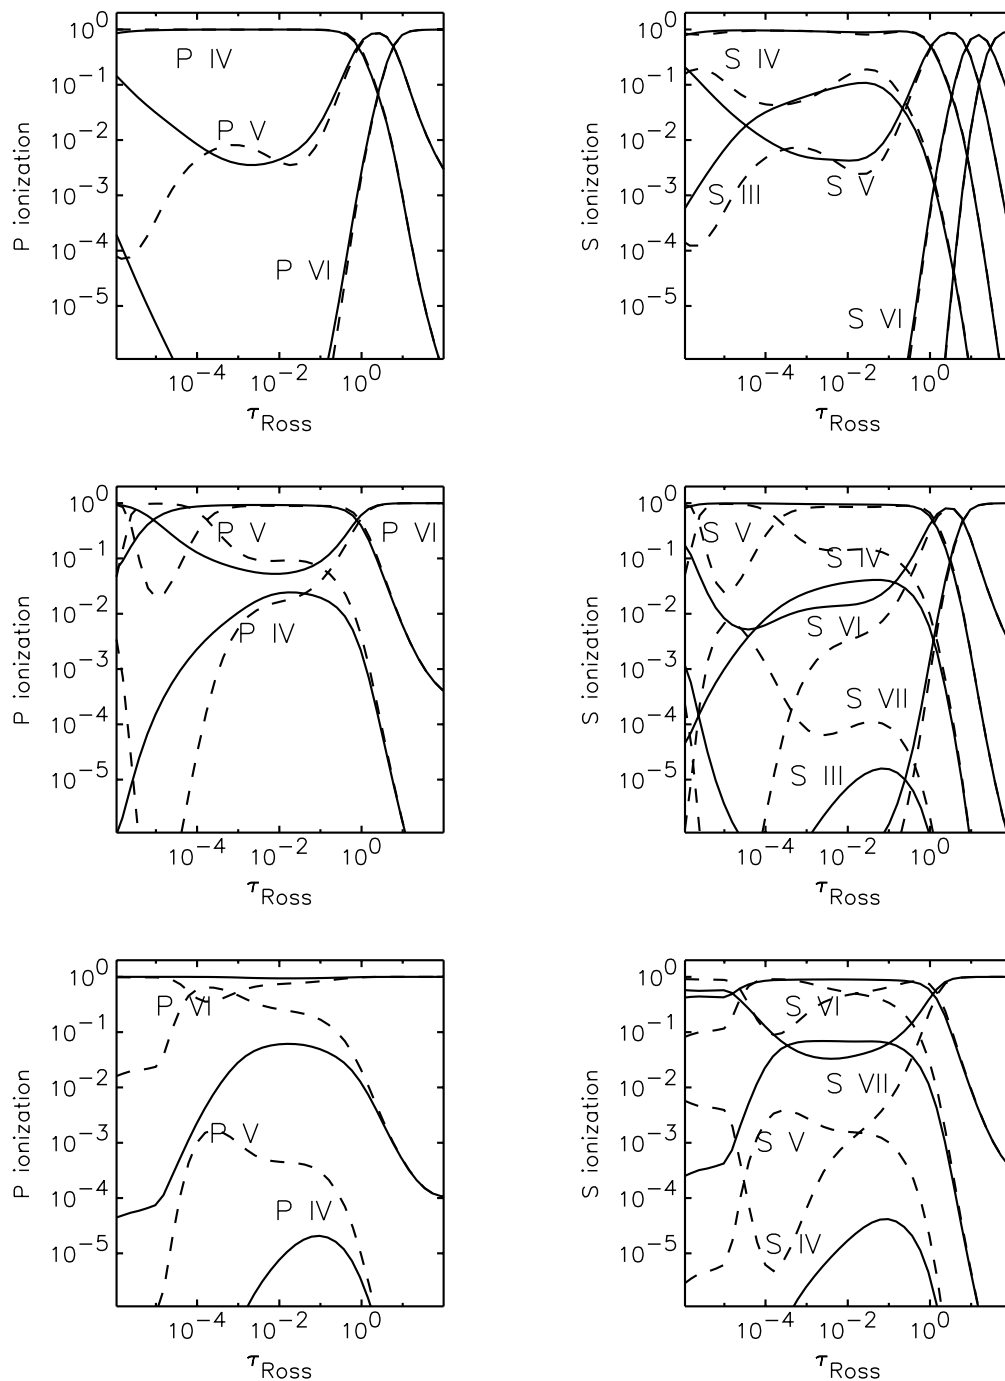 10^0
10^-1
10^-2
10^-3
10^-4
10^-5
P ionization
P IV
P V
P VI
10^-4 10^-2 10^0
τ_Ross
10^0
10^-1
10^-2
10^-3
10^-4
10^-5
S ionization
S IV
S III
S V
S VI
10^-4 10^-2 10^0
τ_Ross
10^0
10^-1
10^-2
10^-3
10^-4
10^-5
P ionization
P V
P VI
P IV
10^-4 10^-2 10^0
τ_Ross
10^0
10^-1
10^-2
10^-3
10^-4
10^-5
S ionization
S V
S IV
S VI
S VII
S III
10^-4 10^-2 10^0
τ_Ross
10^0
10^-1
10^-2
10^-3
10^-4
10^-5
P ionization
P VI
P V
P IV
10^-4 10^-2 10^0
τ_Ross
10^0
10^-1
10^-2
10^-3
10^-4
10^-5
S ionization
S VI
S VII
S V
S IV
10^-4 10^-2 10^0
τ_Ross